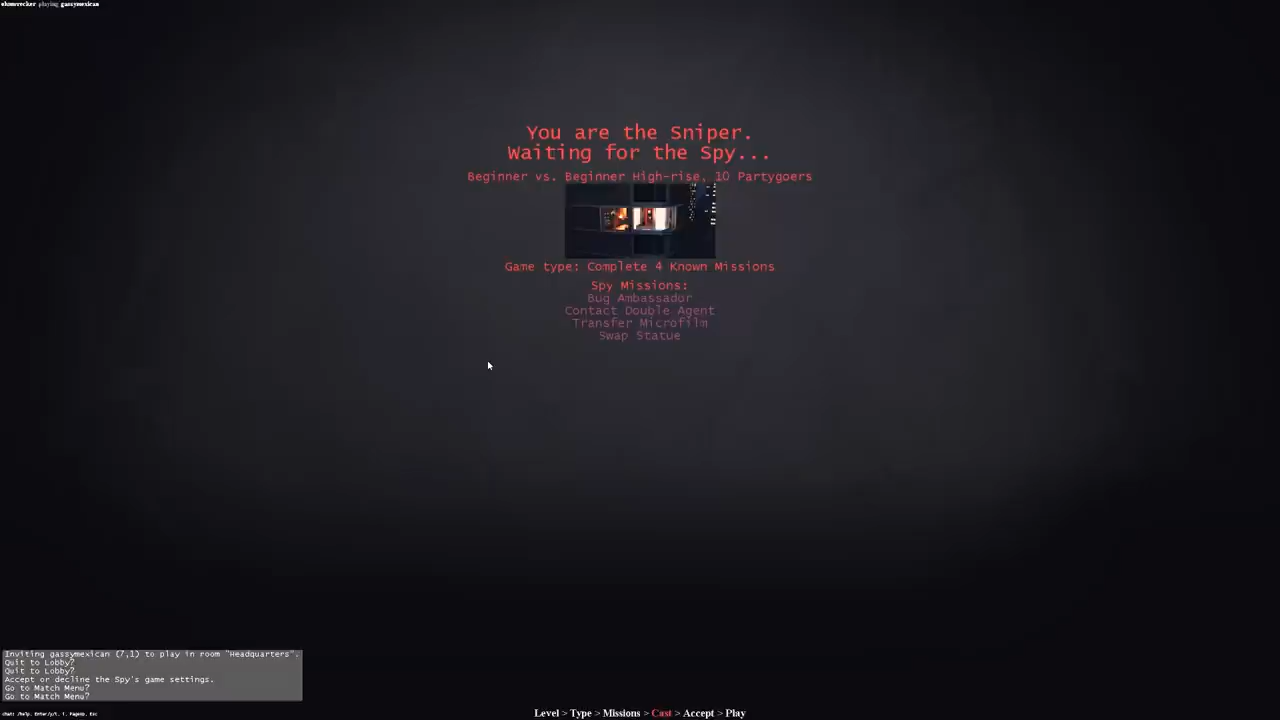 ohmwrecker playing gassymexican
You are the Sniper.
Waiting for the Spy...
Beginner vs. Beginner High-rise, 10 Partygoers
Game type: Complete 4 Known Missions
Spy Missions:
Bug Ambassador
Contact Double Agent
Transfer Microfilm
Swap Statue
Inviting gassymexican (7,1) to play in room "Headquarters".
Quit to Lobby?
Quit to Lobby?
Accept or decline the Spy's game settings.
Go to Match Menu?
Go to Match Menu?
Level > Type > Missions > Cast > Accept > Play